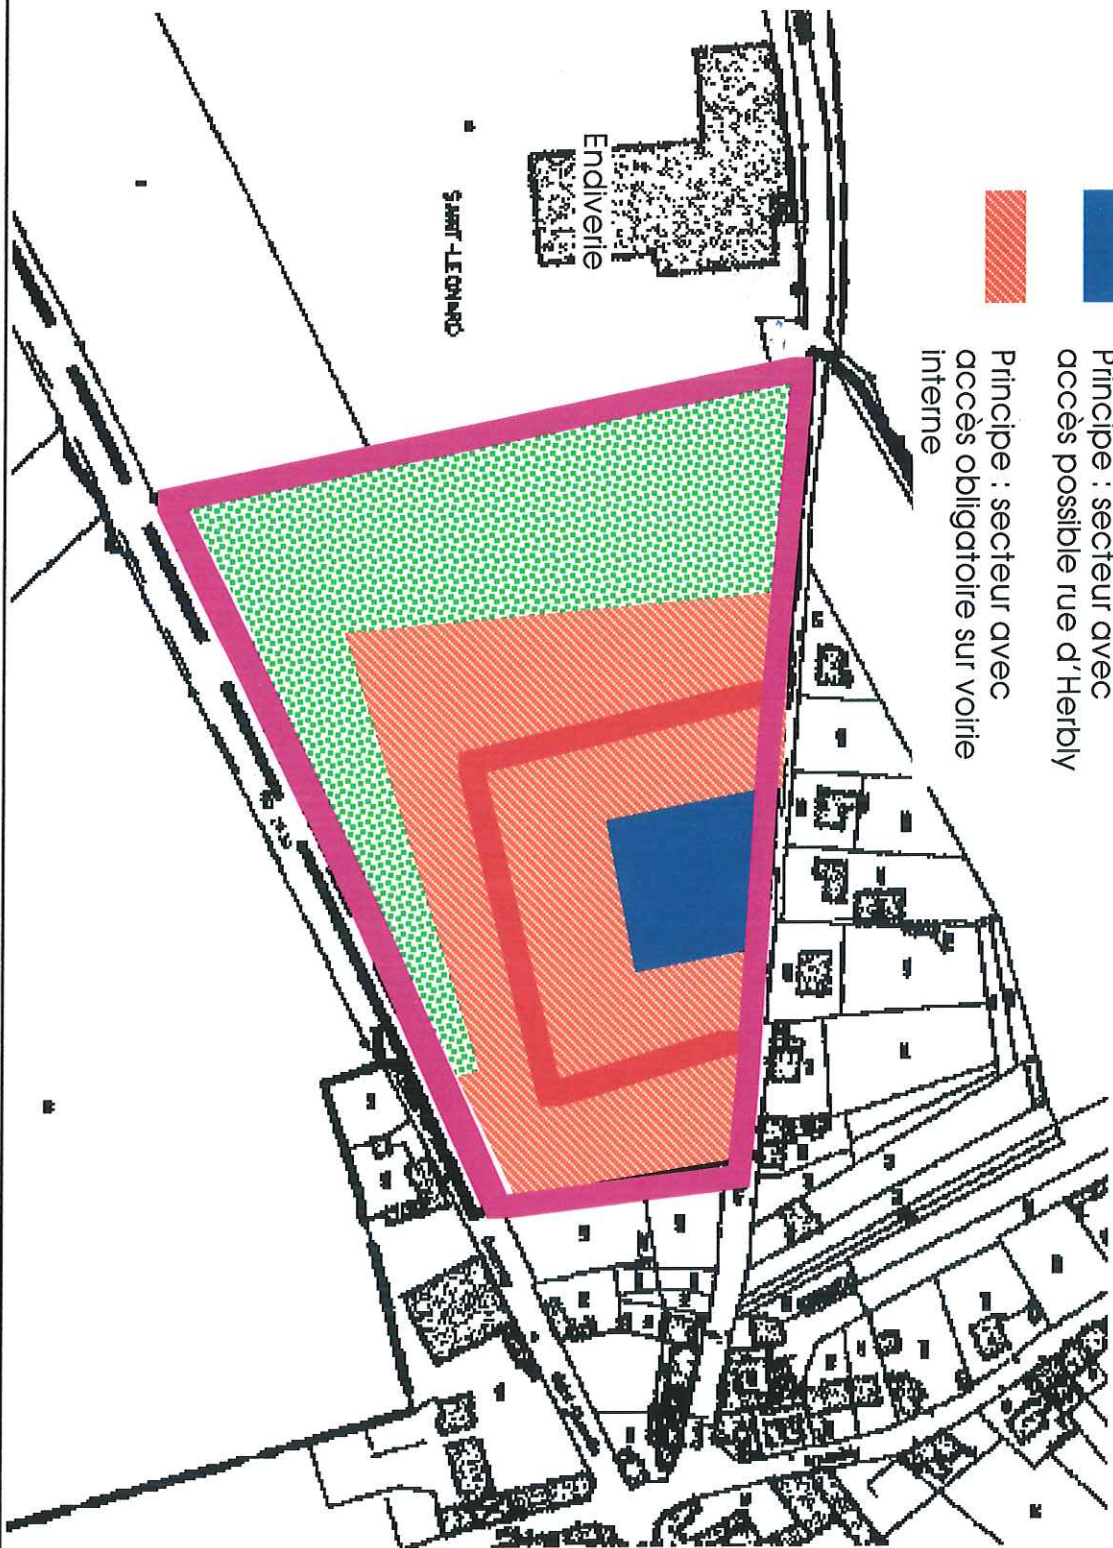 Principe : secteur avec
accès possible rue d'Herbly
Principe : secteur avec
accès obligatoire sur voirie
interne
Endiverie
SAINT-LEONARD